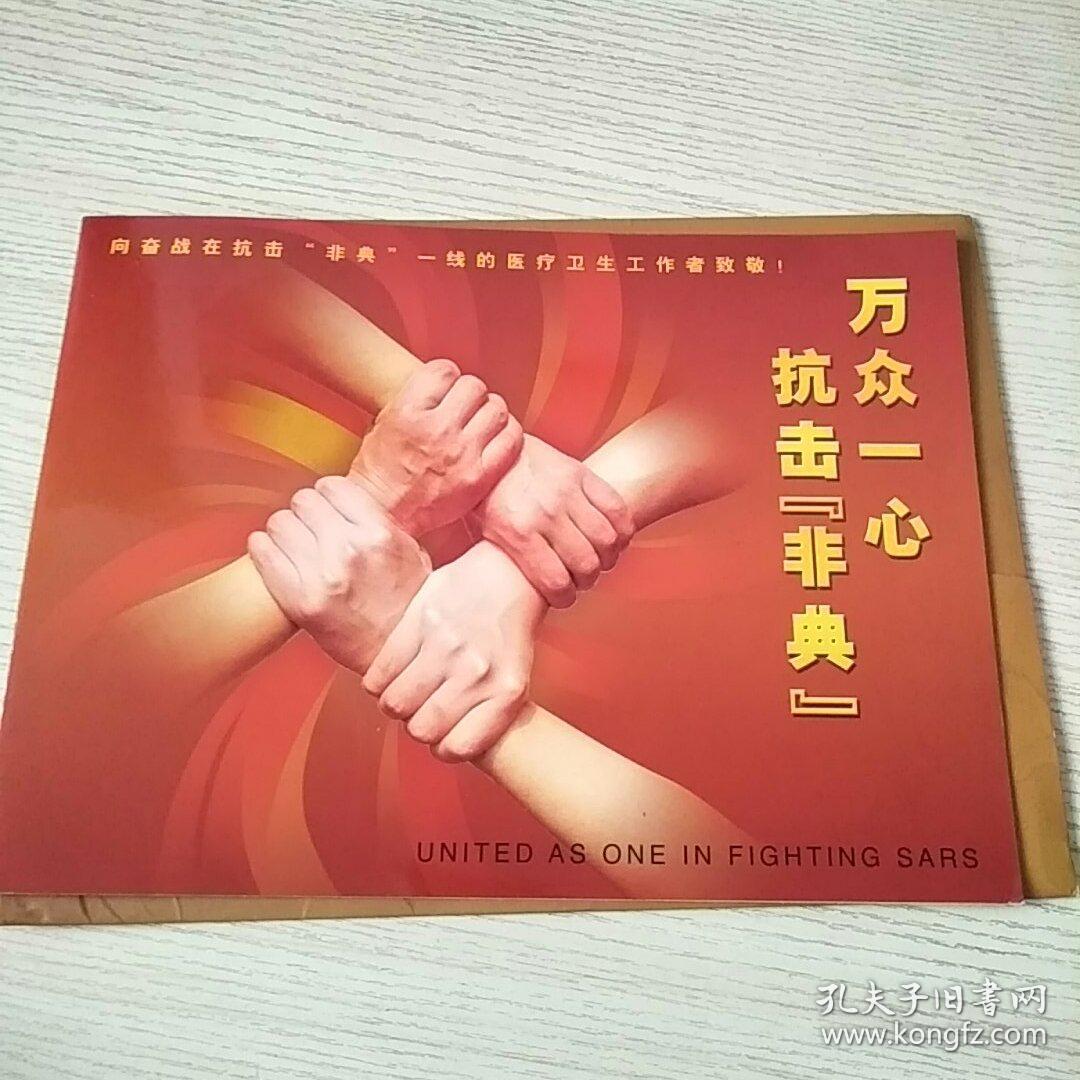 向奋战在抗击“非典”一线的医疗卫生工作者致敬！
万众一心
抗击『非典』
UNITED AS ONE IN FIGHTING SARS
孔夫子旧書网
www.kongfz.com